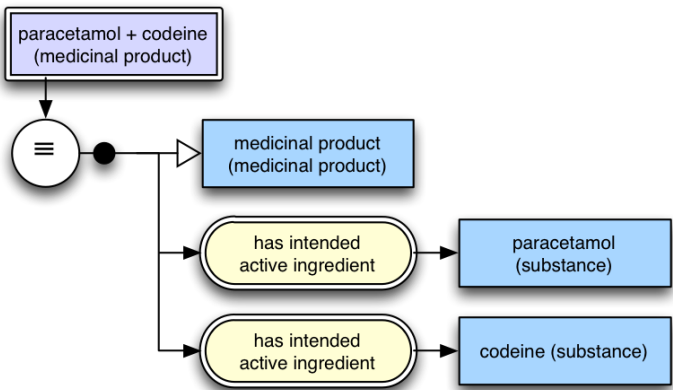 paracetamol + codeine
(medicinal product)
≡
medicinal product
(medicinal product)
has intended
active ingredient
paracetamol
(substance)
has intended
active ingredient
codeine (substance)